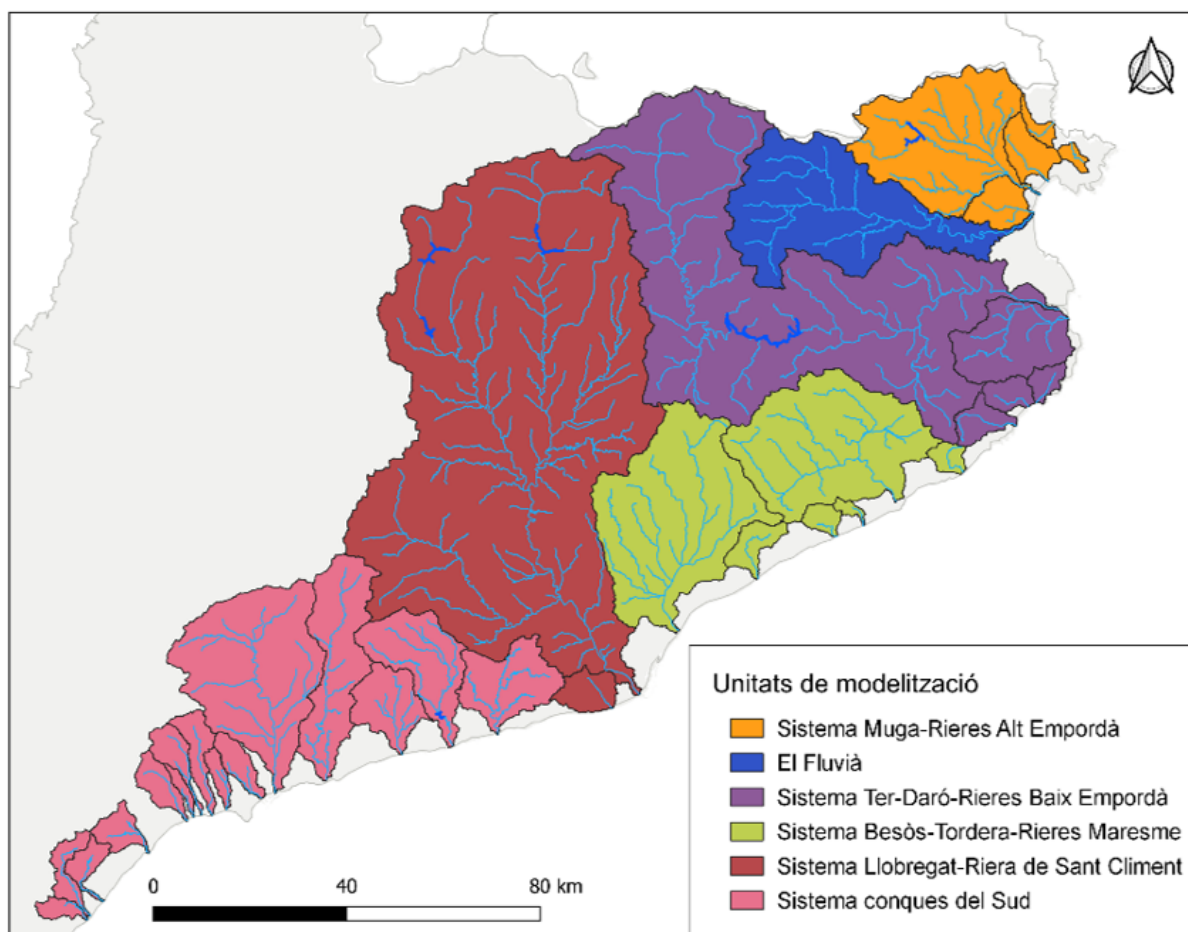 Unitats de modelització
Sistema Muga-Rieres Alt Empordà
El Fluvià
Sistema Ter-Daró-Rieres Baix Empordà
Sistema Besòs-Tordera-Rieres Maresme
Sistema Llobregat-Riera de Sant Climent
Sistema conques del Sud
0 40 80 km